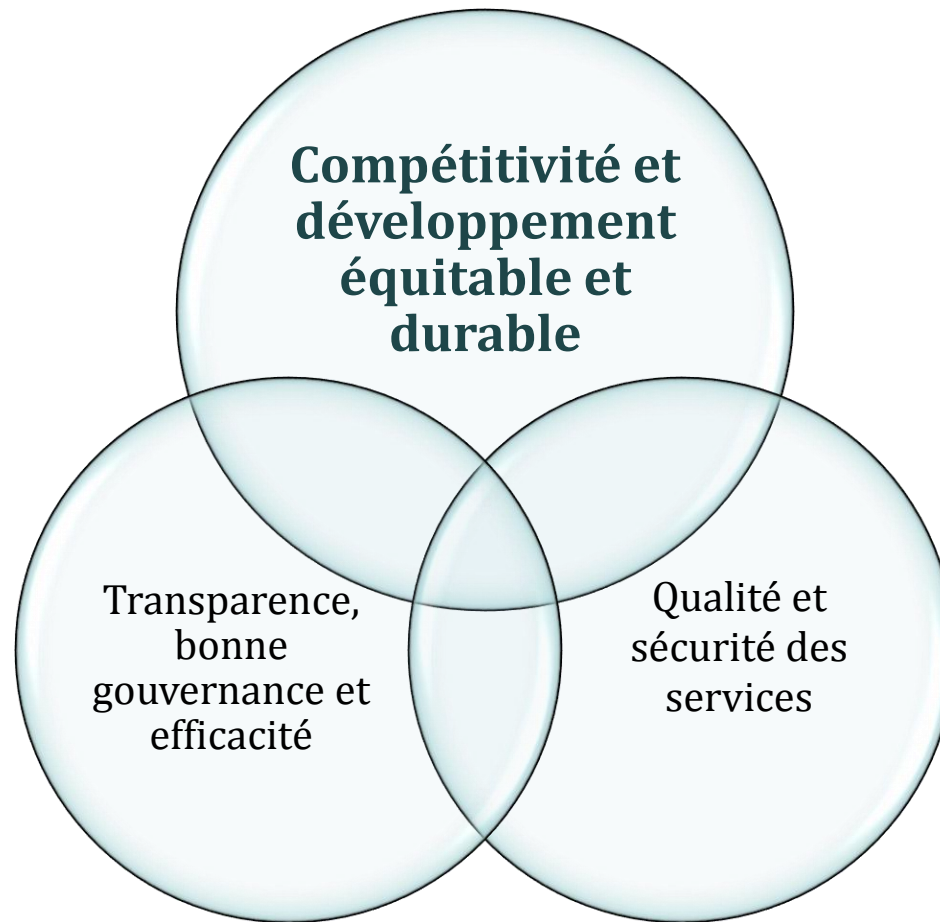 Compétitivité et
développement
équitable et
durable
Transparence,
bonne
gouvernance et
efficacité
Qualité et
sécurité des
services